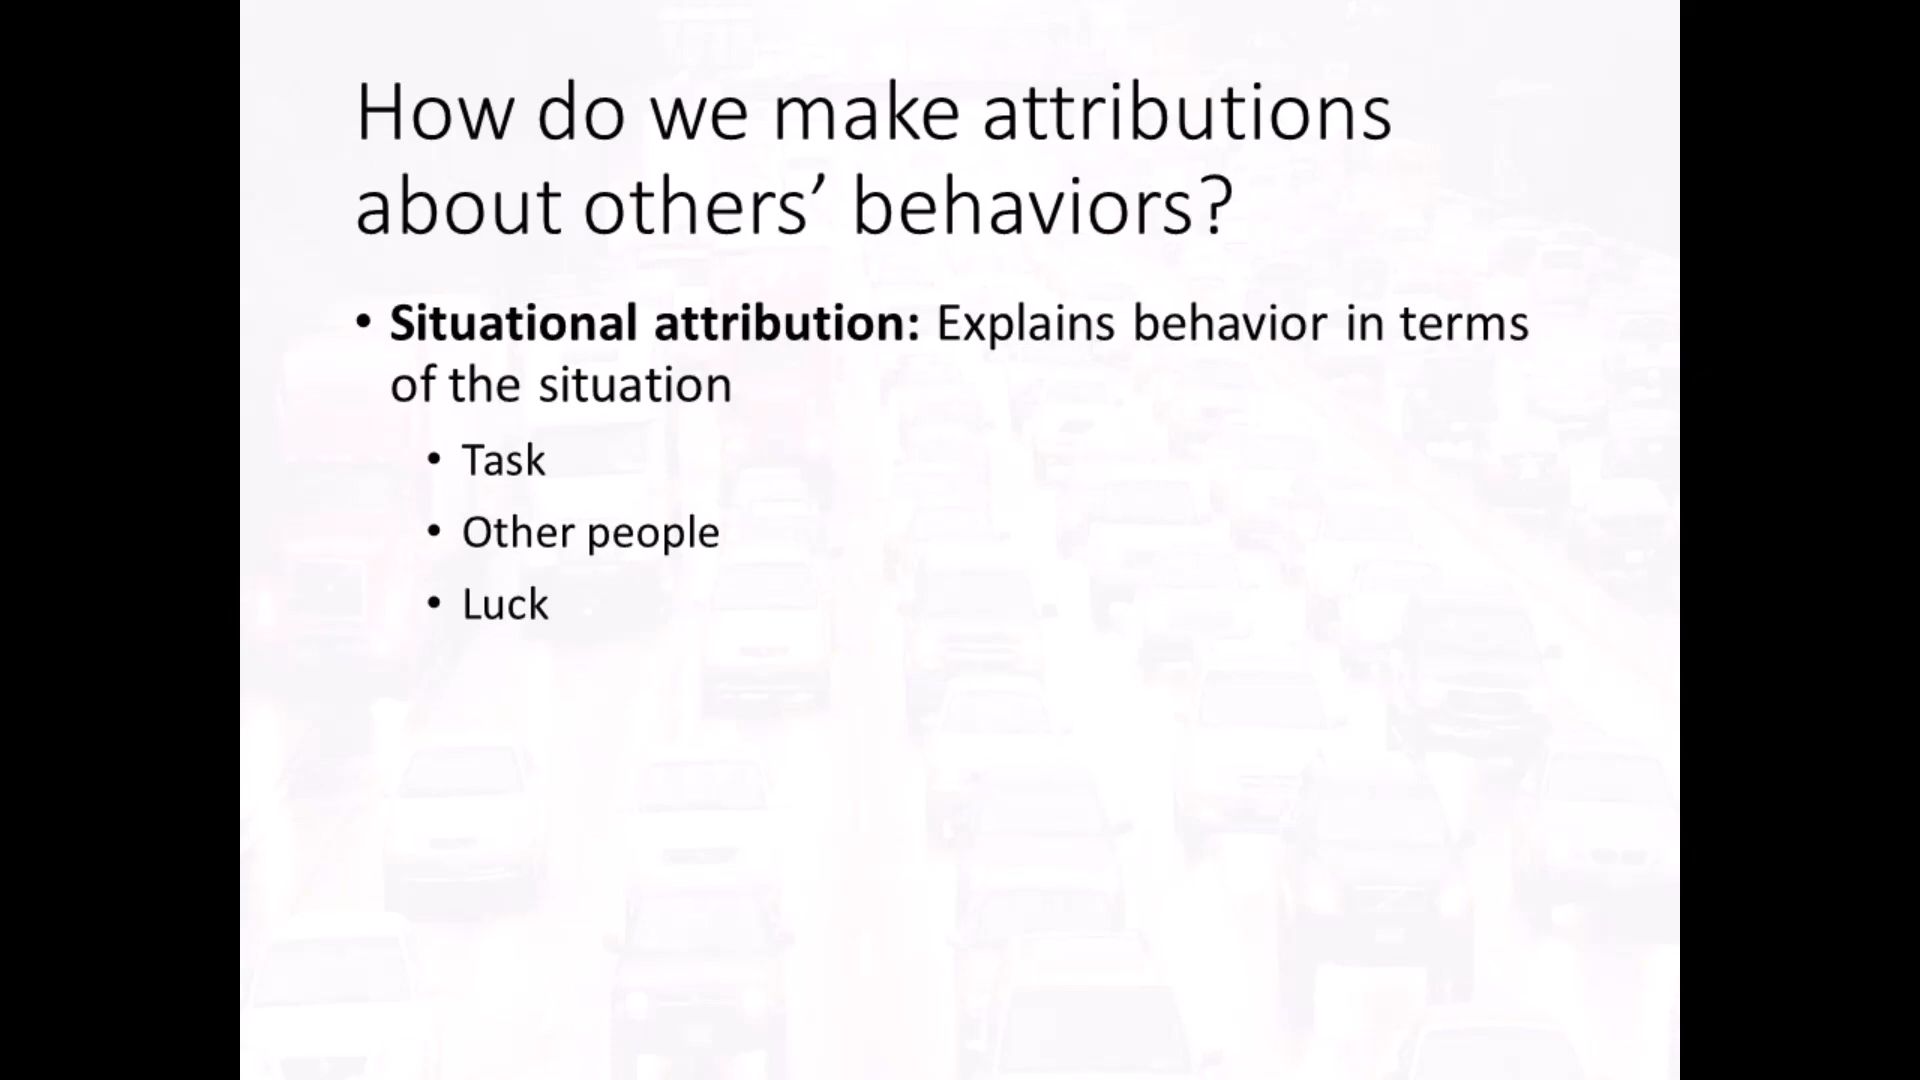 How do we make attributions
about others’ behaviors?
• Situational attribution: Explains behavior in terms
of the situation
• Task
• Other people
• Luck